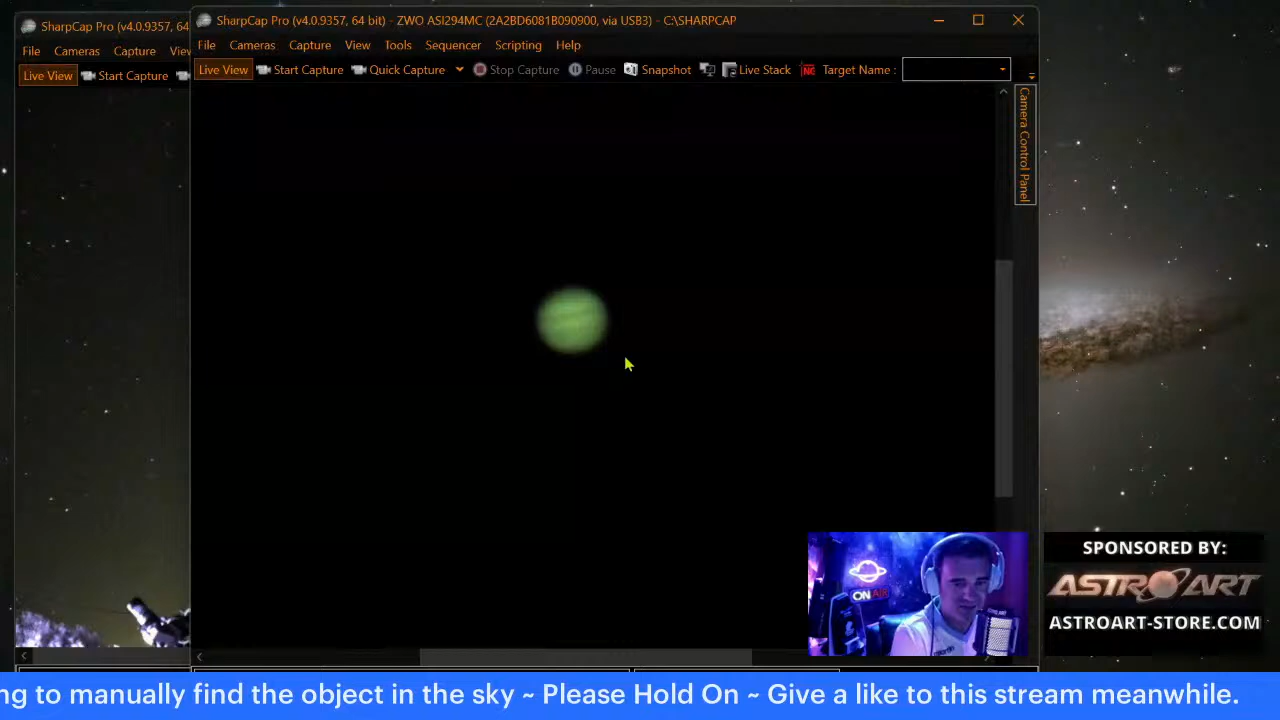 SharpCap Pro (v4.0.9357, 64
File Cameras Capture View
Live View Start Capture
SharpCap Pro (v4.0.9357, 64 bit) - ZWO ASI294MC (2A2BD6081B090900, via USB3) - C:\SHARPCAP
File Cameras Capture View Tools Sequencer Scripting Help
Live View Start Capture Quick Capture Stop Capture Pause Snapshot Live Stack Target Name :
Camera Control Panel
ON AIR
SPONSORED BY:
ASTROART
ASTROART-STORE.COM
ng to manually find the object in the sky ~ Please Hold On ~ Give a like to this stream meanwhile.